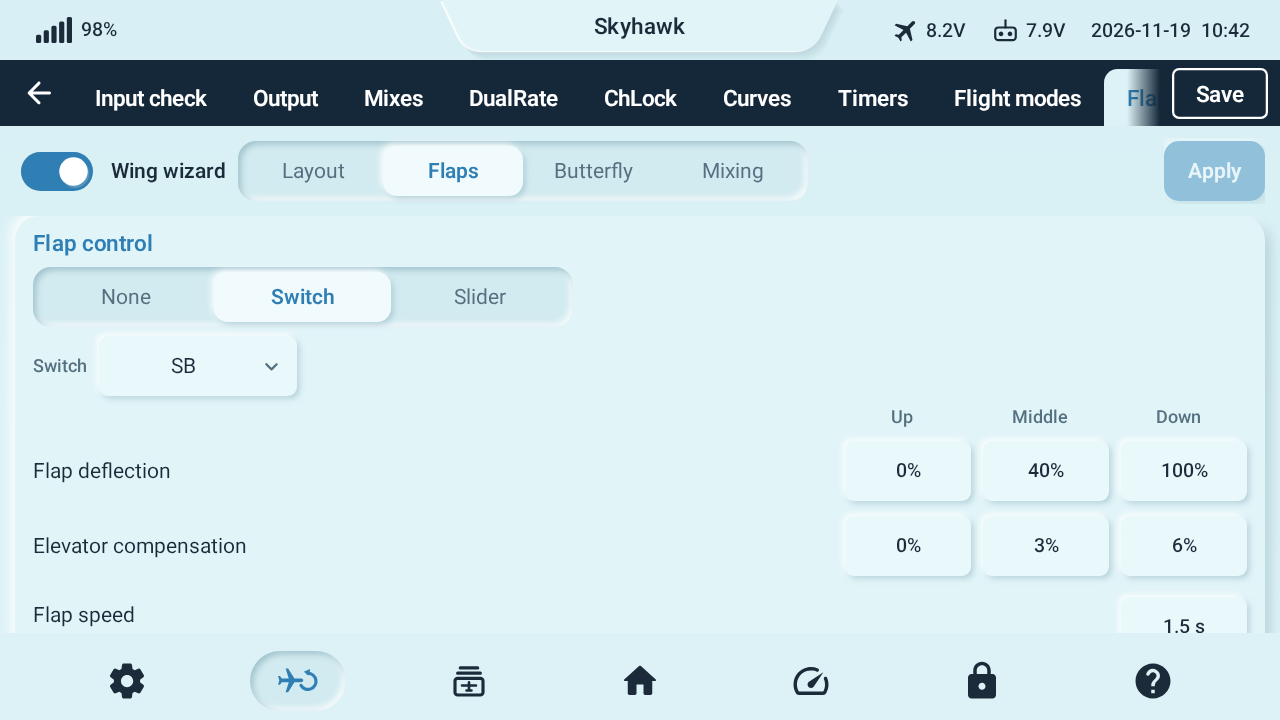 98%
Skyhawk
8.2V
7.9V
2026-11-19 10:42
Input check
Output
Mixes
DualRate
ChLock
Curves
Timers
Flight modes
Save
Wing wizard
Layout
Flaps
Butterfly
Mixing
Apply
Flap control
None
Switch
Slider
Switch
SB
Up
Middle
Down
Flap deflection
0%
40%
100%
Elevator compensation
0%
3%
6%
Flap speed
1.5 s